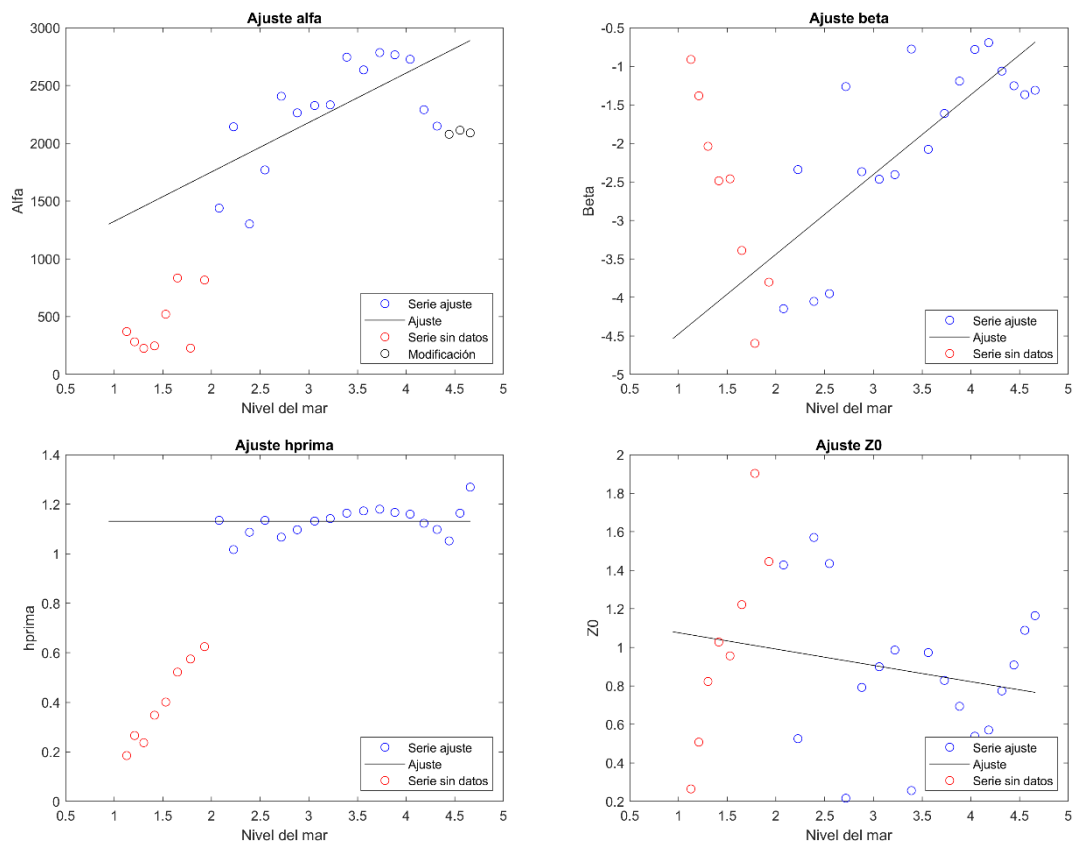 Ajuste alfa
3000
2500
2000
1500
1000
500
0
Alfa
0.5 1 1.5 2 2.5 3 3.5 4 4.5 5
Nivel del mar
Serie ajuste
Ajuste
Serie sin datos
Modificación
Ajuste beta
-0.5
-1
-1.5
-2
-2.5
-3
-3.5
-4
-4.5
-5
Beta
0.5 1 1.5 2 2.5 3 3.5 4 4.5 5
Nivel del mar
Serie ajuste
Ajuste
Serie sin datos
Ajuste hprima
1.4
1.2
1
0.8
0.6
0.4
0.2
0
hprima
0.5 1 1.5 2 2.5 3 3.5 4 4.5 5
Nivel del mar
Serie ajuste
Ajuste
Serie sin datos
Ajuste Z0
2
1.8
1.6
1.4
1.2
1
0.8
0.6
0.4
0.2
Z0
0.5 1 1.5 2 2.5 3 3.5 4 4.5 5
Nivel del mar
Serie ajuste
Ajuste
Serie sin datos